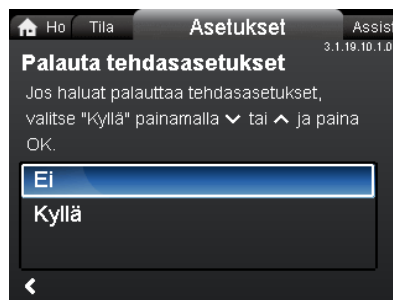 Ho Tila Asetukset Assist
3.1.19.10.1.0
Palauta tehdasasetukset
Jos haluat palauttaa tehdasasetukset,
valitse "Kyllä" painamalla ⌄ tai ⌃ ja paina
OK.
Ei
Kyllä